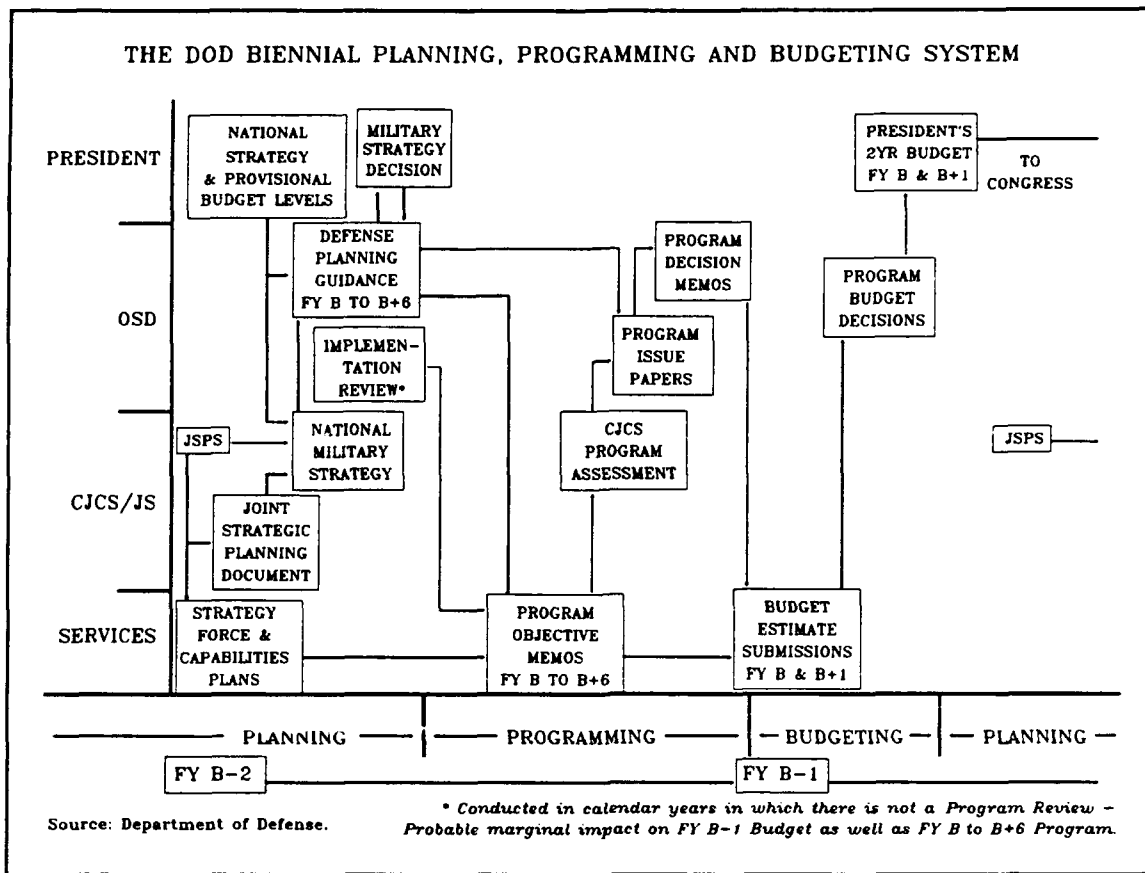 THE DOD BIENNIAL PLANNING, PROGRAMMING AND BUDGETING SYSTEM
PRESIDENT
NATIONAL
STRATEGY
& PROVISIONAL
BUDGET LEVELS
MILITARY
STRATEGY
DECISION
PRESIDENT'S
2YR BUDGET
FY B & B+1
TO
CONGRESS
OSD
DEFENSE
PLANNING
GUIDANCE
FY B TO B+6
PROGRAM
DECISION
MEMOS
PROGRAM
BUDGET
DECISIONS
IMPLEMEN-
TATION
REVIEW*
PROGRAM
ISSUE
PAPERS
CJCS/JS
JSPS
NATIONAL
MILITARY
STRATEGY
CJCS
PROGRAM
ASSESSMENT
JSPS
JOINT
STRATEGIC
PLANNING
DOCUMENT
SERVICES
STRATEGY
FORCE &
CAPABILITIES
PLANS
PROGRAM
OBJECTIVE
MEMOS
FY B TO B+6
BUDGET
ESTIMATE
SUBMISSIONS
FY B & B+1
PLANNING
PROGRAMMING
BUDGETING
PLANNING
FY B-2
FY B-1
* Conducted in calendar years in which there is not a Program Review -
Probable marginal impact on FY B-1 Budget as well as FY B to B+6 Program.
Source: Department of Defense.